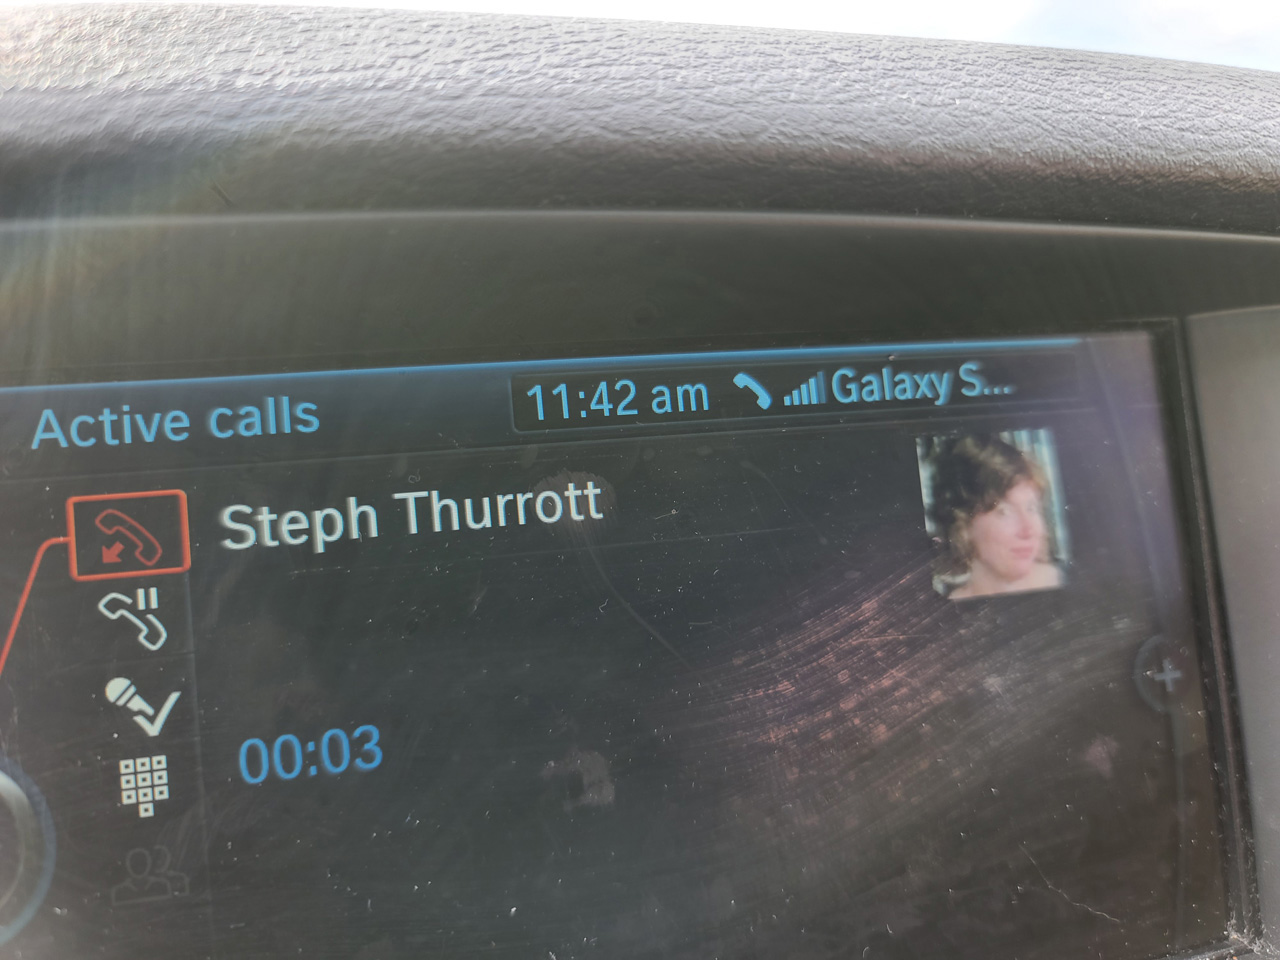 Active calls
11:42 am
Galaxy S...
Steph Thurrott
00:03